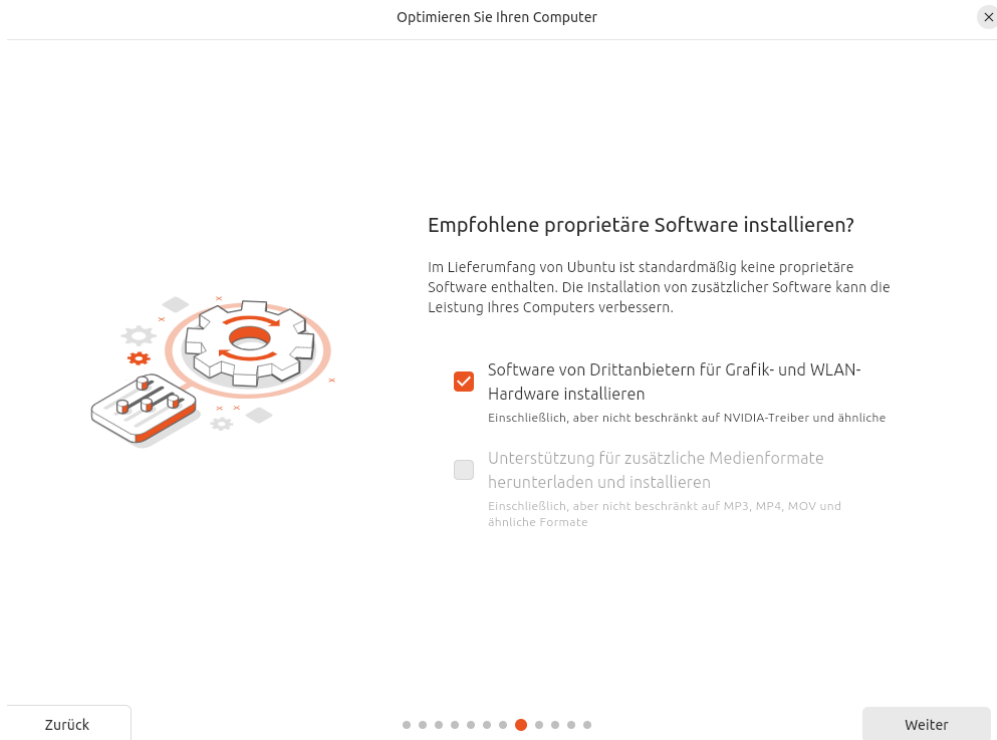 Optimieren Sie Ihren Computer
Empfohlene proprietäre Software installieren?
Im Lieferumfang von Ubuntu ist standardmäßig keine proprietäre
Software enthalten. Die Installation von zusätzlicher Software kann die
Leistung Ihres Computers verbessern.
Software von Drittanbietern für Grafik- und WLAN-
Hardware installieren
Einschließlich, aber nicht beschränkt auf NVIDIA-Treiber und ähnliche
Unterstützung für zusätzliche Medienformate
herunterladen und installieren
Einschließlich, aber nicht beschränkt auf MP3, MP4, MOV und
ähnliche Formate
Zurück
Weiter